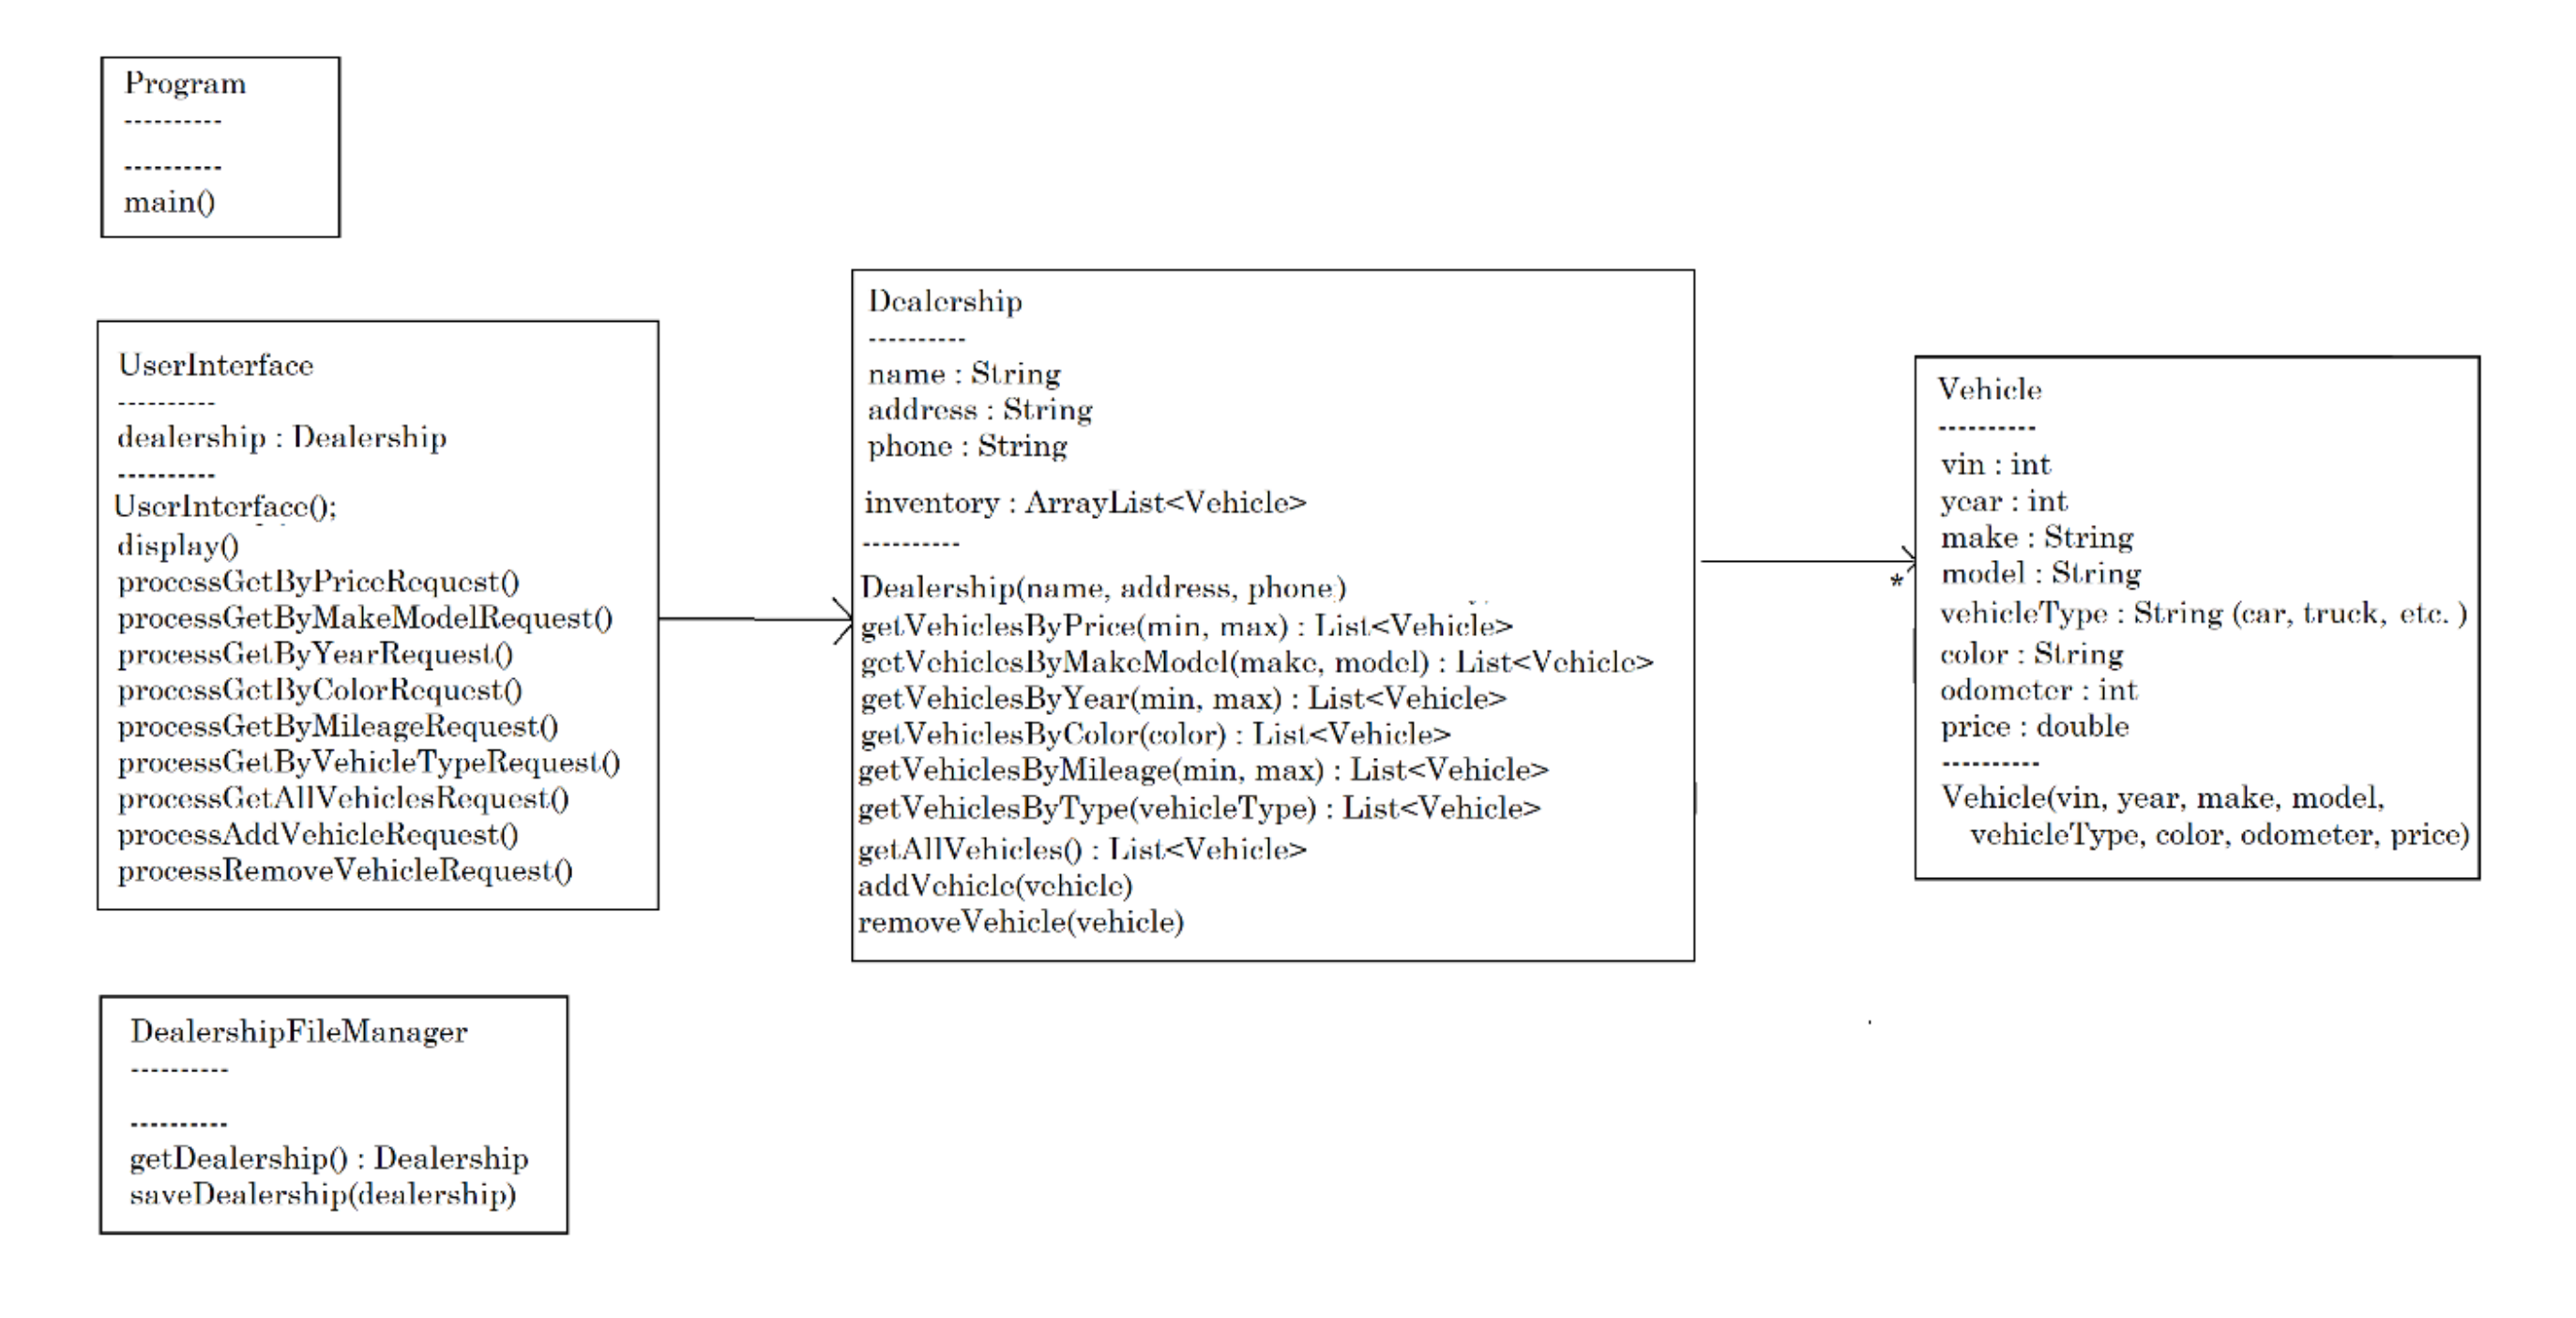 Program
----------
----------
main()
UserInterface
----------
dealership : Dealership
----------
UserInterface();
display()
processGetByPriceRequest()
processGetByMakeModelRequest()
processGetByYearRequest()
processGetByColorRequest()
processGetByMileageRequest()
processGetByVehicleTypeRequest()
processGetAllVehiclesRequest()
processAddVehicleRequest()
processRemoveVehicleRequest()
DealershipFileManager
----------
----------
getDealership() : Dealership
saveDealership(dealership)
Dealership
----------
name : String
address : String
phone : String
inventory : ArrayList<Vehicle>
----------
Dealership(name, address, phone)
getVehiclesByPrice(min, max) : List<Vehicle>
getVehiclesByMakeModel(make, model) : List<Vehicle>
getVehiclesByYear(min, max) : List<Vehicle>
getVehiclesByColor(color) : List<Vehicle>
getVehiclesByMileage(min, max) : List<Vehicle>
getVehiclesByType(vehicleType) : List<Vehicle>
getAllVehicles() : List<Vehicle>
addVehicle(vehicle)
removeVehicle(vehicle)
*
Vehicle
----------
vin : int
year : int
make : String
model : String
vehicleType : String (car, truck, etc. )
color : String
odometer : int
price : double
----------
Vehicle(vin, year, make, model,
vehicleType, color, odometer, price)